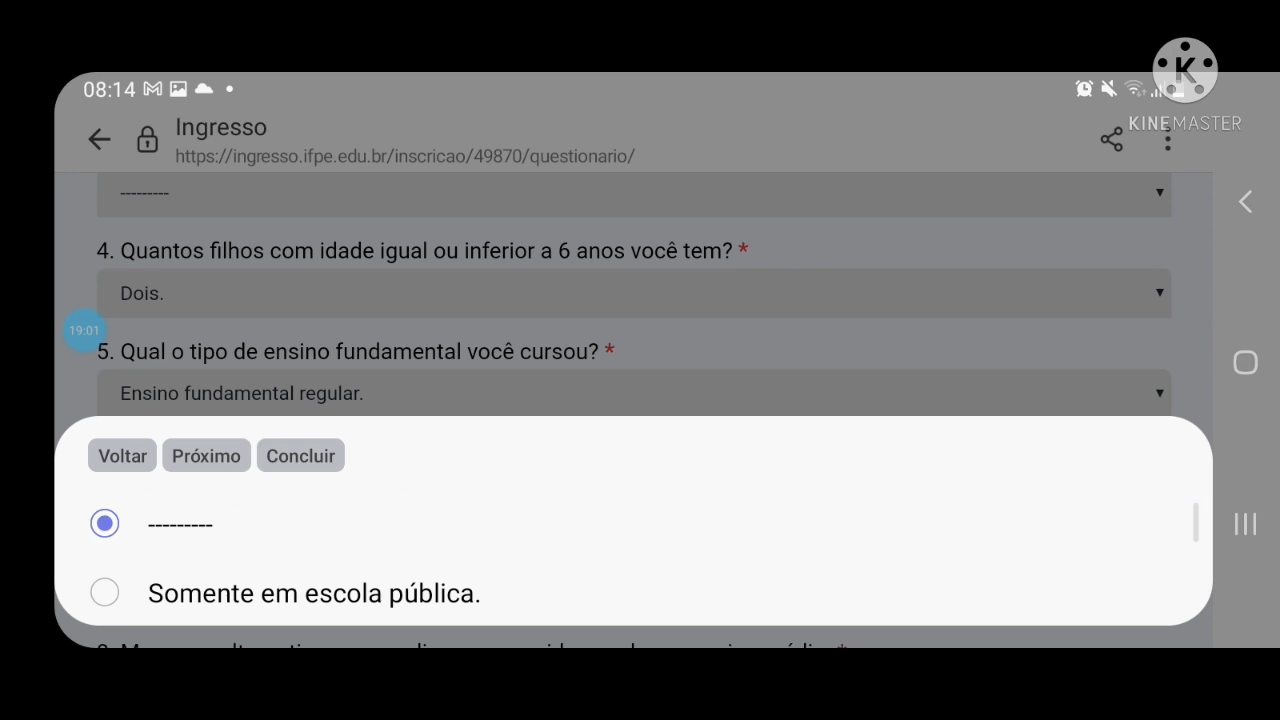 08:14
KINEMASTER
Ingresso
https://ingresso.ifpe.edu.br/inscricao/49870/questionario/
---------
4. Quantos filhos com idade igual ou inferior a 6 anos você tem? *
Dois.
19:01
5. Qual o tipo de ensino fundamental você cursou? *
Ensino fundamental regular.
Voltar Próximo Concluir
---------
Somente em escola pública.